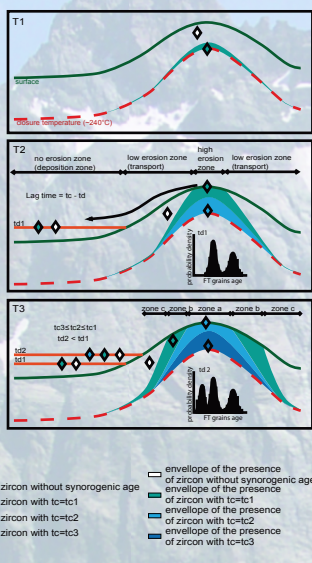 T1
surface
closure temperature (~240°C)
T2
no erosion zone
(deposition zone)
low erosion zone
(transport)
high
erosion
zone
low erosion zone
(transport)
Lag time = tc - td
td1
td1
probability density
FT grains age
T3
zone c
zone b
zone a
zone b
zone c
tc3≤tc2≤tc1
td2 < td1
td2
td1
td 2
probability density
FT grains age
zircon without synorogenic age
zircon with tc=tc1
zircon with tc=tc2
zircon with tc=tc3
envelope of the presence
of zircon without synorogenic age
envelope of the presence
of zircon with tc=tc1
envelope of the presence
of zircon with tc=tc2
envelope of the presence
of zircon with tc=tc3